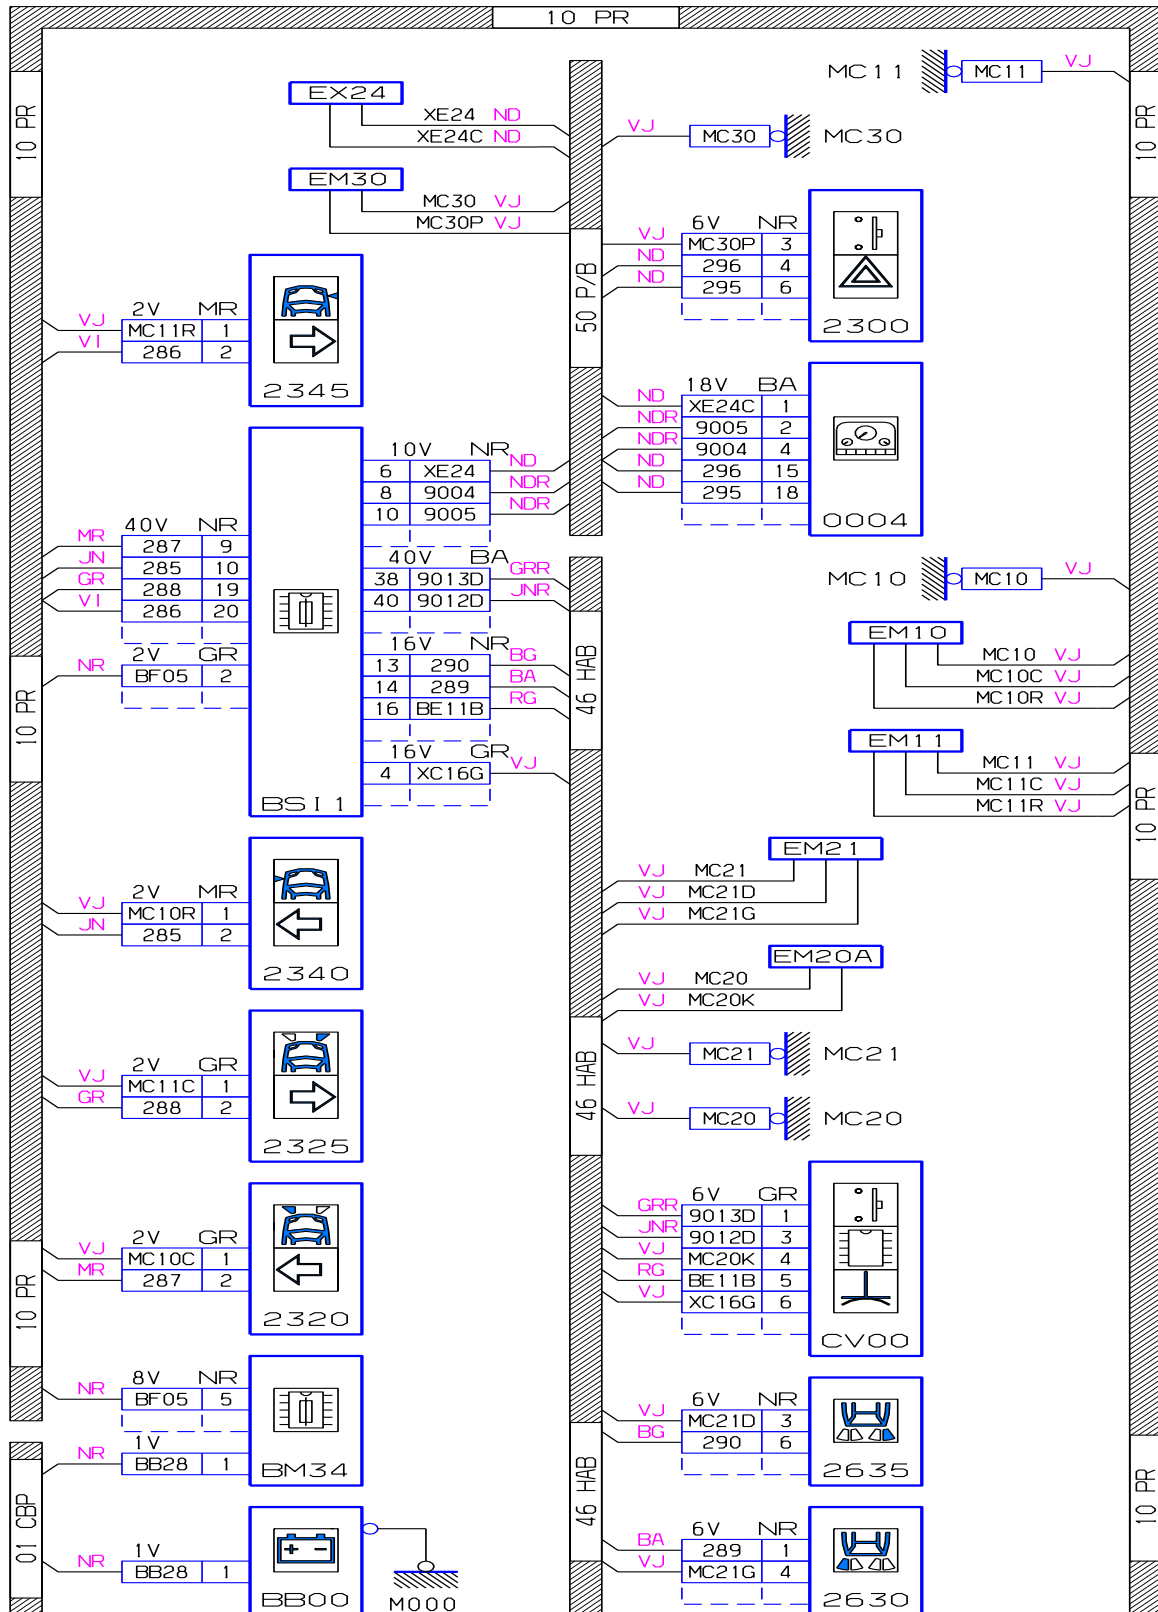 10 PR
10 PR
10 PR
MC11
MC11
VJ
EX24
XE24 ND
XE24C ND
VJ
MC30
MC30
EM30
MC30 VJ
MC30P VJ
50 P/B
6V NR
VJ MC30P 3
ND 296 4
ND 295 6
2300
2V MR
VJ MC11R 1
VI 286 2
2345
18V BA
ND XE24C 1
NDR 9005 2
NDR 9004 4
ND 296 15
ND 295 18
0004
10V NR
6 XE24 ND
8 9004 NDR
10 9005 NDR
40V NR
MR 287 9
JN 285 10
GR 288 19
VI 286 20
2V GR
NR BF05 2
40V BA
38 9013D GRR
40 9012D JNR
16V NR
13 290 BG
14 289 BA
16 BE11B RG
16V GR
4 XC16G VJ
BSI1
10 PR
46 HAB
MC10
MC10
VJ
EM10
MC10 VJ
MC10C VJ
MC10R VJ
EM11
MC11 VJ
MC11C VJ
MC11R VJ
10 PR
EM21
VJ MC21
VJ MC21D
VJ MC21G
2V MR
VJ MC10R 1
JN 285 2
2340
EM20A
VJ MC20
VJ MC20K
46 HAB
VJ
MC21
MC21
VJ
MC20
MC20
2V GR
VJ MC11C 1
GR 288 2
2325
6V GR
GRR 9013D 1
JNR 9012D 3
VJ MC20K 4
RG BE11B 5
VJ XC16G 6
CV00
2V GR
VJ MC10C 1
MR 287 2
2320
10 PR
8V NR
NR BF05 5
1V
NR BB28 1
BM34
6V NR
VJ MC21D 3
BG 290 6
2635
46 HAB
10 PR
01 CBP
1V
NR BB28 1
BB00
M000
6V NR
BA 289 1
VJ MC21G 4
2630